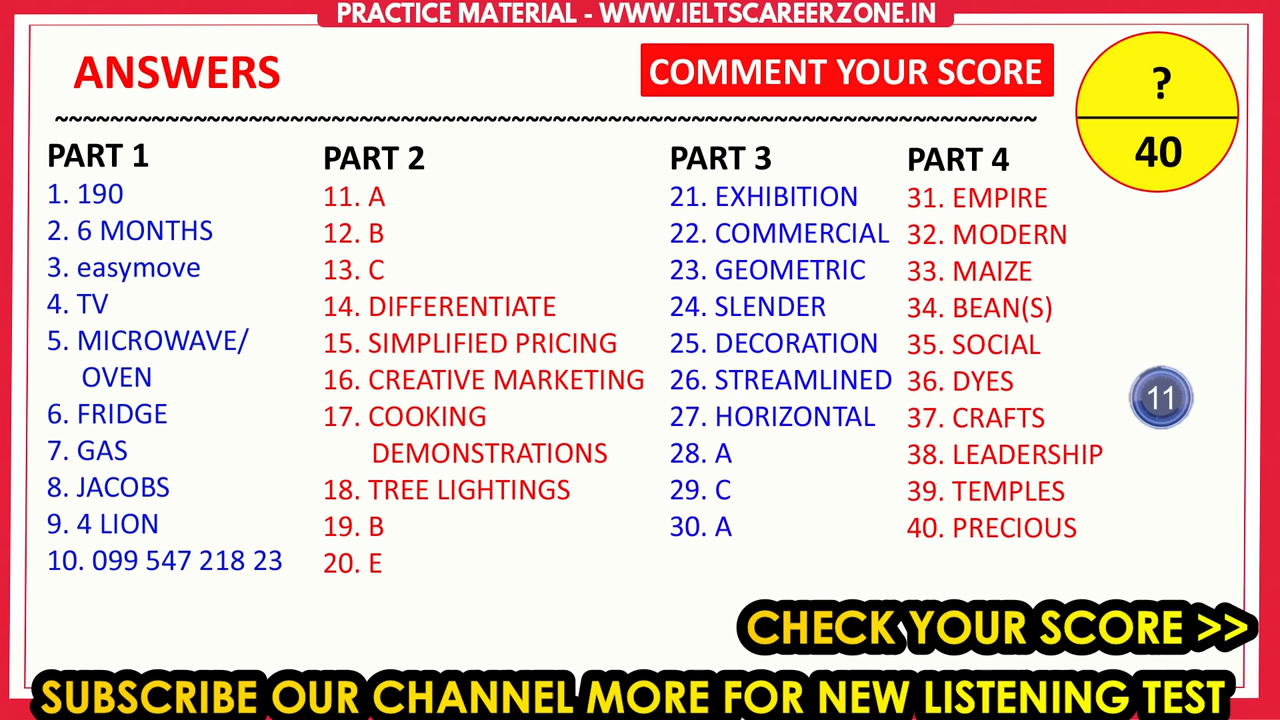 PRACTICE MATERIAL - WWW.IELTSCAREERZONE.IN
ANSWERS
COMMENT YOUR SCORE
?
40
~~~~~~~~~~~~~~~~~~~~~~~~~~~~~~~~~~~~~~~~~~~~~~~~~~~~~~~~~~~~~~~~~~~~~~
PART 1
1. 190
2. 6 MONTHS
3. easymove
4. TV
5. MICROWAVE/
OVEN
6. FRIDGE
7. GAS
8. JACOBS
9. 4 LION
10. 099 547 218 23
PART 2
11. A
12. B
13. C
14. DIFFERENTIATE
15. SIMPLIFIED PRICING
16. CREATIVE MARKETING
17. COOKING
DEMONSTRATIONS
18. TREE LIGHTINGS
19. B
20. E
PART 3
21. EXHIBITION
22. COMMERCIAL
23. GEOMETRIC
24. SLENDER
25. DECORATION
26. STREAMLINED
27. HORIZONTAL
28. A
29. C
30. A
PART 4
31. EMPIRE
32. MODERN
33. MAIZE
34. BEAN(S)
35. SOCIAL
36. DYES
37. CRAFTS
38. LEADERSHIP
39. TEMPLES
40. PRECIOUS
11
CHECK YOUR SCORE >>
SUBSCRIBE OUR CHANNEL MORE FOR NEW LISTENING TEST